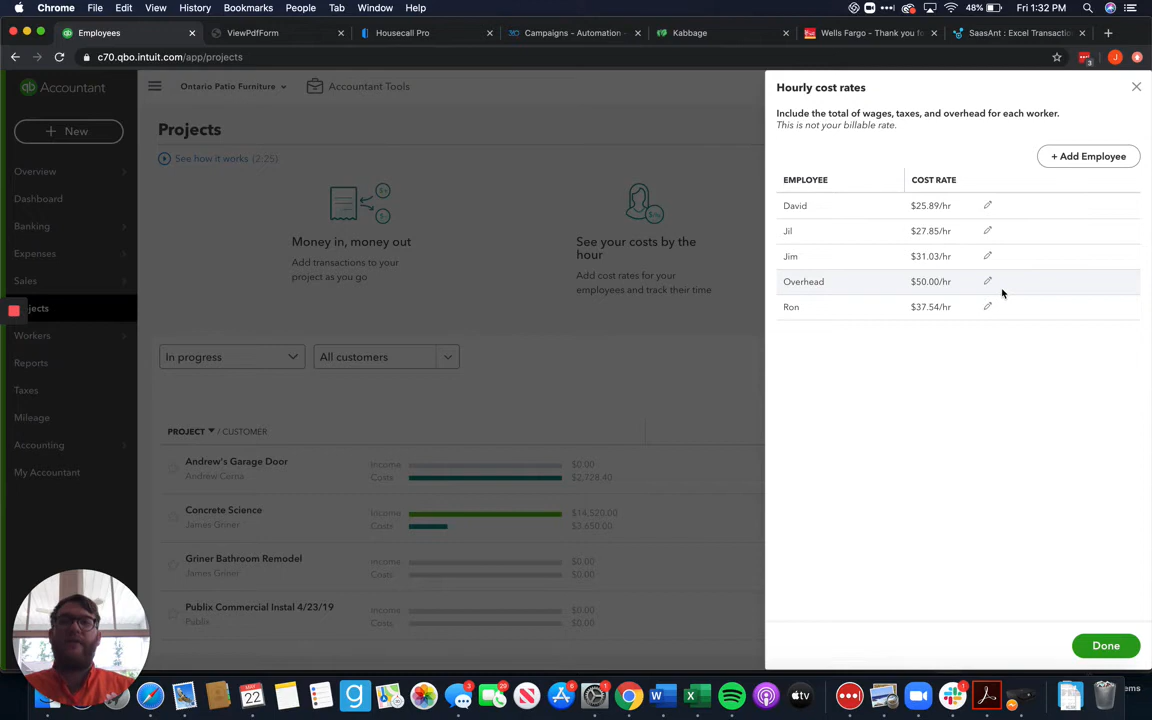 Chrome File Edit View History Bookmarks People Tab Window Help 48% Fri 1:32 PM
Employees ViewPdfForm Housecall Pro Campaigns - Automation - Kabbage Wells Fargo - Thank you f SaasAnt : Excel Transactio
c70.qbo.intuit.com/app/projects
3
J
qb Accountant
Ontario Patio Furniture
Accountant Tools
+ New
Overview
Dashboard
Banking
Expenses
Sales
jects
Workers
Reports
Taxes
Mileage
Accounting
My Accountant
Projects
See how it works (2:25)
Money in, money out
Add transactions to your
project as you go
See your costs by the
hour
Add cost rates for your
employees and track their time
In progress
All customers
PROJECT / CUSTOMER
Andrew's Garage Door
Andrew Cerna
Income $0.00
Costs $2,728.40
Concrete Science
James Griner
Income $14,520.00
Costs $3,650.00
Griner Bathroom Remodel
James Griner
Income $0.00
Costs $0.00
Publix Commercial Instal 4/23/19
Publix
Income $0.00
Costs $0.00
Hourly cost rates
Include the total of wages, taxes, and overhead for each worker.
This is not your billable rate.
+ Add Employee
EMPLOYEE COST RATE
David $25.89/hr
Jil $27.85/hr
Jim $31.03/hr
Overhead $50.00/hr
Ron $37.54/hr
Done
MAY
22
tv
ems